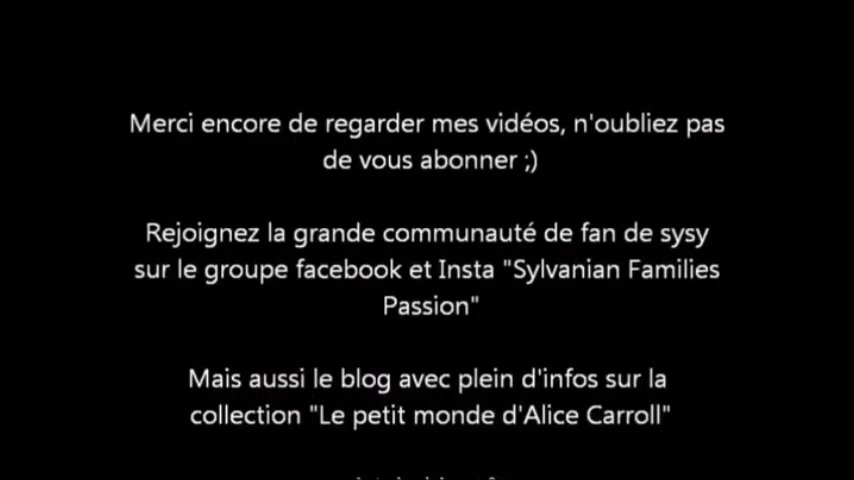 Merci encore de regarder mes vidéos, n'oubliez pas
de vous abonner ;)
Rejoignez la grande communauté de fan de sysy
sur le groupe facebook et Insta "Sylvanian Families
Passion"
Mais aussi le blog avec plein d'infos sur la
collection "Le petit monde d'Alice Carroll"